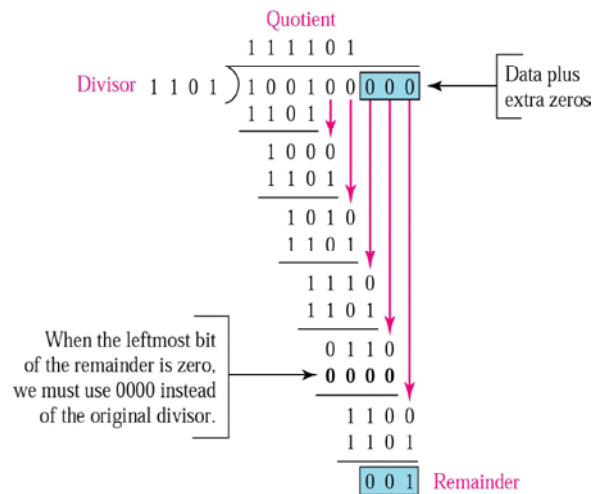 Quotient
1 1 1 1 0 1
Divisor 1 1 0 1 1 0 0 1 0 0 0 0 0 Data plus
extra zeros
1 1 0 1
1 0 0 0
1 1 0 1
1 0 1 0
1 1 0 1
1 1 1 0
1 1 0 1
When the leftmost bit
of the remainder is zero,
we must use 0000 instead
of the original divisor.
0 1 1 0
0 0 0 0
1 1 0 0
1 1 0 1
0 0 1 Remainder